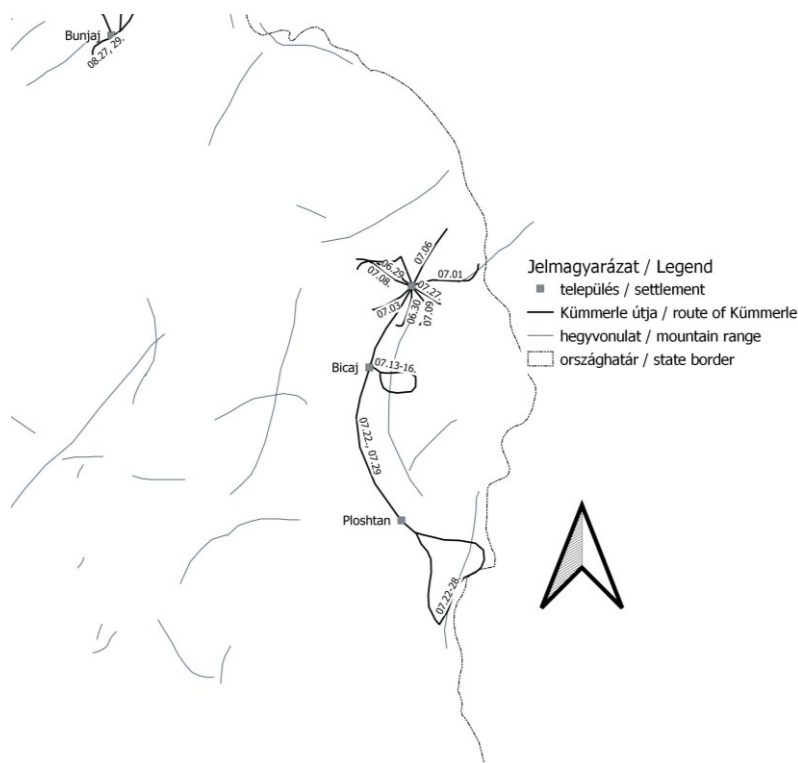 Bunjaj
08.27, 29.
07.06
06.29
07.08.
07.01
07.27.
07.03
06.30
07.09
Jelmagyarázat / Legend
település / settlement
Kümmerle útja / route of Kümmerle
hegyvonulat / mountain range
országhatár / state border
Bicaj
07.13-16.
07.22., 07.29
Ploshtan
07.22-28.